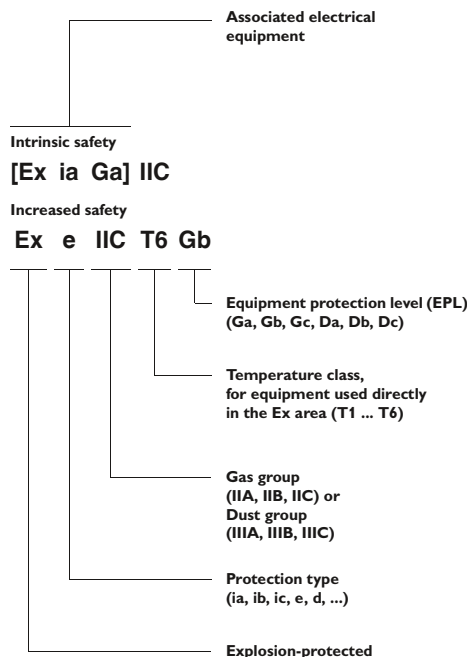 Associated electrical
equipment
Intrinsic safety
[Ex ia Ga] IIC
Increased safety
Ex e IIC T6 Gb
Equipment protection level (EPL)
(Ga, Gb, Gc, Da, Db, Dc)
Temperature class,
for equipment used directly
in the Ex area (T1 ... T6)
Gas group
(IIA, IIB, IIC) or
Dust group
(IIIA, IIIB, IIIC)
Protection type
(ia, ib, ic, e, d, ...)
Explosion-protected